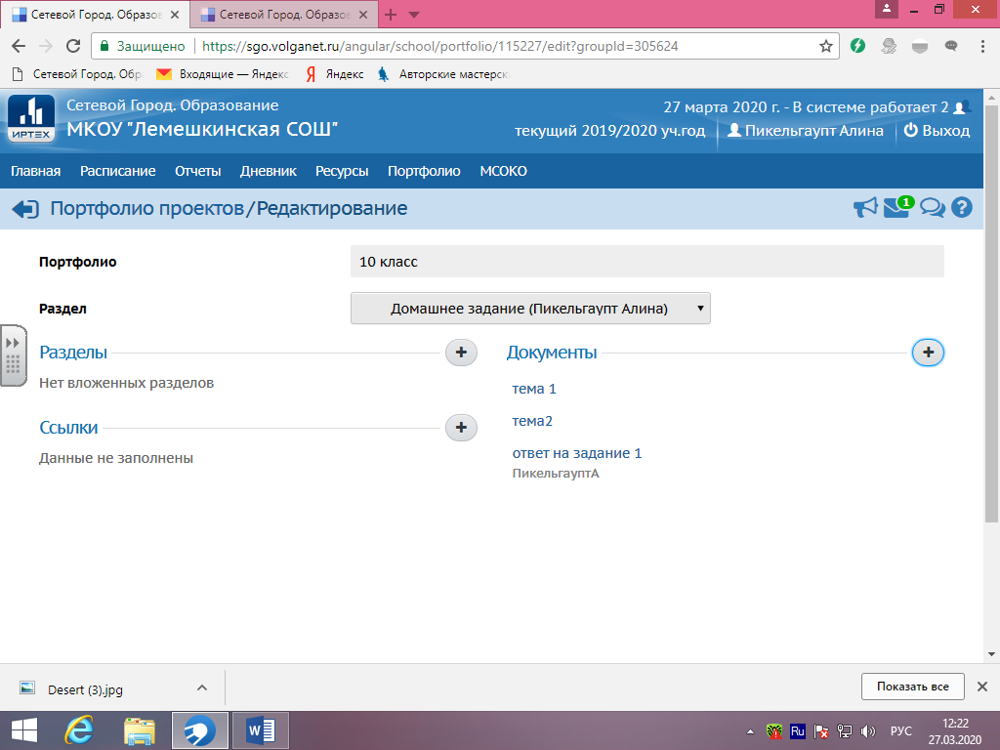 Сетевой Город. Образов
Сетевой Город. Образов
Защищено
https://sgo.volganet.ru/angular/school/portfolio/115227/edit?groupId=305624
Сетевой Город. Обр
Входящие — Яндекс
Яндекс
Авторские мастерск
Сетевой Город. Образование
МКОУ "Лемешкинская СОШ"
ИРТЕХ
27 марта 2020 г. - В системе работает 2
текущий 2019/2020 уч.год
Пикельгаупт Алина
Выход
Главная Расписание Отчеты Дневник Ресурсы Портфолио МСОКО
Портфолио проектов/Редактирование
1
Портфолио
10 класс
Раздел
Домашнее задание (Пикельгаупт Алина)
Разделы
Нет вложенных разделов
Ссылки
Данные не заполнены
Документы
тема 1
тема2
ответ на задание 1
ПикельгауптА
Desert (3).jpg
Показать все
Ru
РУС
12:22
27.03.2020